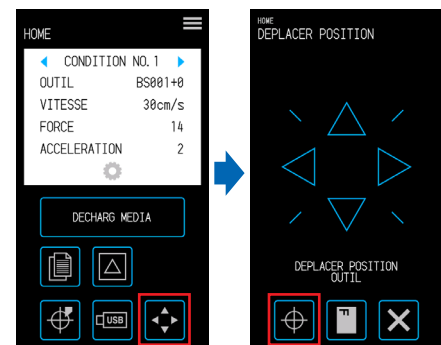 HOME
CONDITION NO.1
OUTIL BS001+0
VITESSE 30cm/s
FORCE 14
ACCELERATION 2
DECHARG MEDIA
USB
HOME
DEPLACER POSITION
DEPLACER POSITION
OUTIL